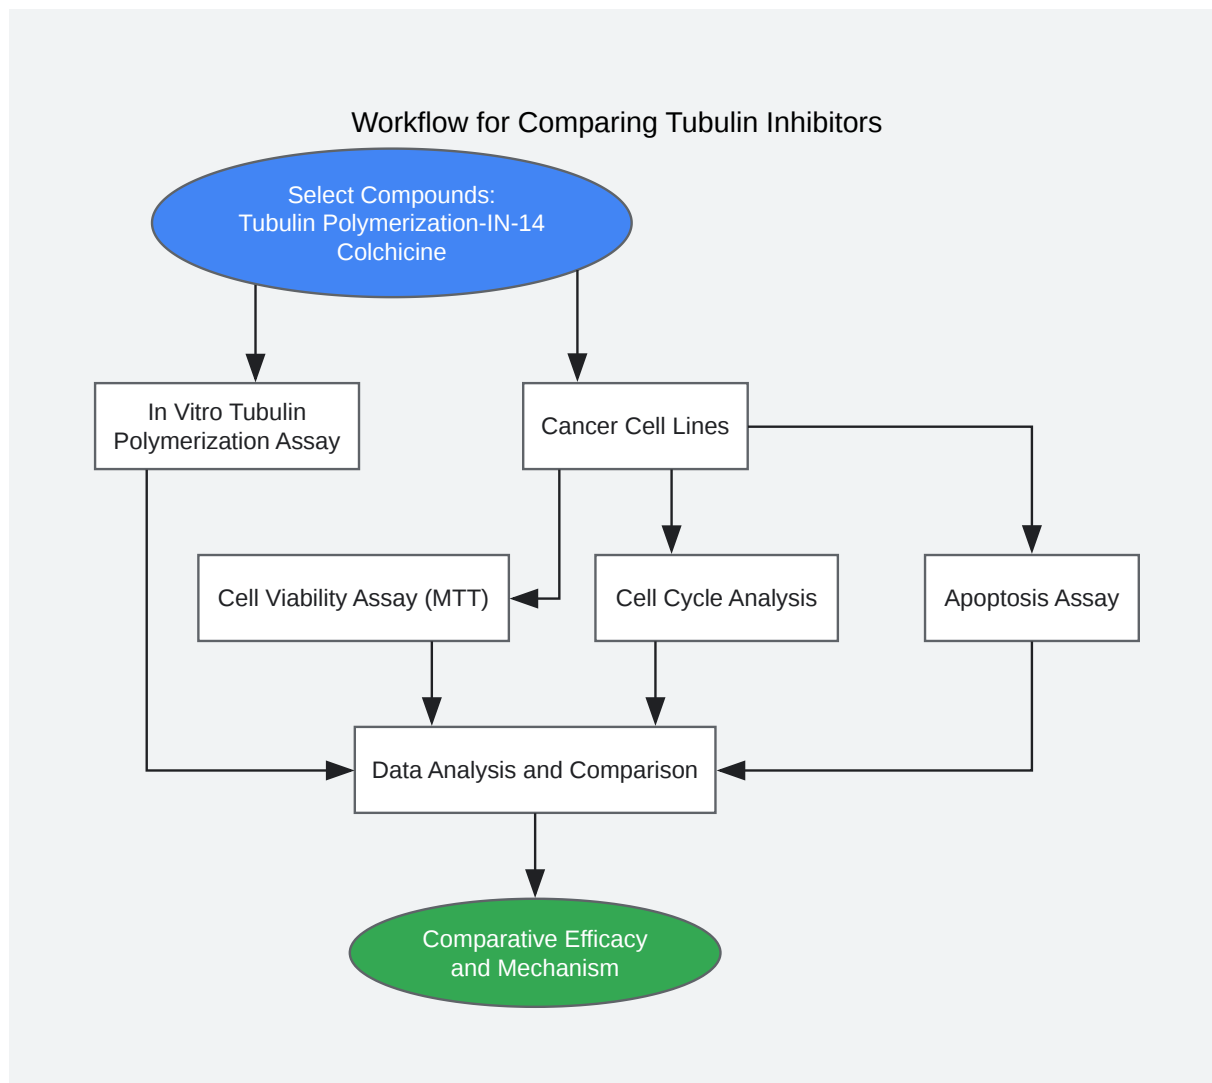 Workflow for Comparing Tubulin Inhibitors
Select Compounds:
Tubulin Polymerization-IN-14
Colchicine
In Vitro Tubulin
Polymerization Assay
Cancer Cell Lines
Cell Viability Assay (MTT)
Cell Cycle Analysis
Apoptosis Assay
Data Analysis and Comparison
Comparative Efficacy
and Mechanism